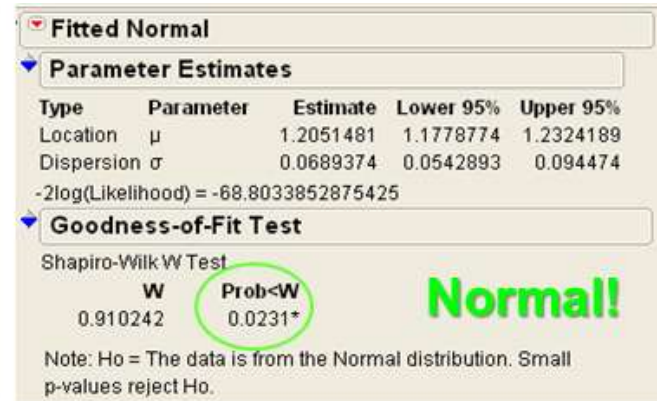 Fitted Normal
Parameter Estimates
Type Parameter Estimate Lower 95% Upper 95%
Location μ 1.2051481 1.1778774 1.2324189
Dispersion σ 0.0689374 0.0542893 0.094474
-2log(Likelihood) = -68.8033852875425
Goodness-of-Fit Test
Shapiro-Wilk W Test
W Prob<W
0.910242 0.0231*
Normal!
Note: Ho = The data is from the Normal distribution. Small
p-values reject Ho.